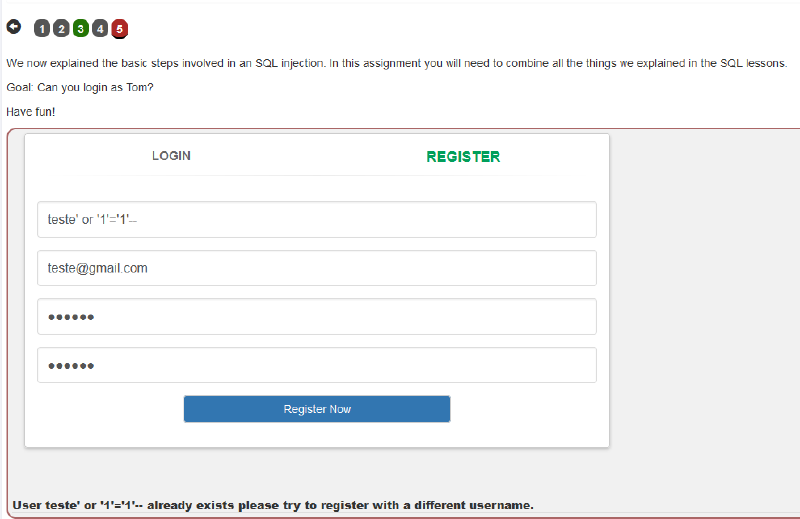 1 2 3 4 5
We now explained the basic steps involved in an SQL injection. In this assignment you will need to combine all the things we explained in the SQL lessons.
Goal: Can you login as Tom?
Have fun!
LOGIN REGISTER
teste' or '1'='1'--
teste@gmail.com
●●●●●●
●●●●●●
Register Now
User teste' or '1'='1'-- already exists please try to register with a different username.